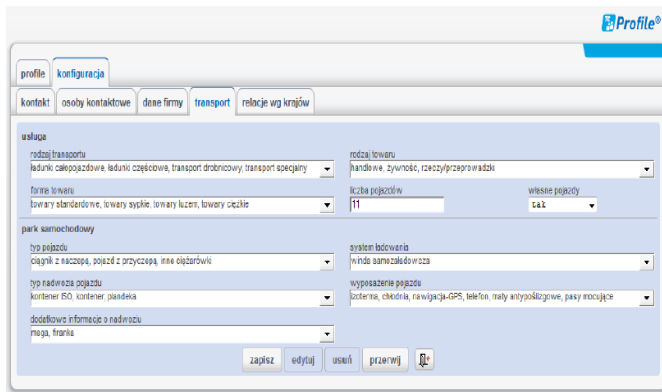 Profile®
profile konfiguracja
kontakt osoby kontaktowe dane firmy transport relacje wg krajów
usługa
rodzaj transportu rodzaj towaru
ładunki całopojazdowe, ładunki częściowe, transport drobnicowy, transport specjalny handlowe, żywność, rzeczy/przeprowadzki
forma towaru liczba pojazdów własne pojazdy
towary standardowe, towary sypkie, towary luzem, towary ciężkie 11 tak
park samochodowy
typ pojazdu system ładowania
ciągnik z naczepą, pojazd z przyczepą, inne ciężarówki winda samozaładowcza
typ nadwozia pojazdu wyposażenie pojazdu
kontener ISO, kontener, plandeka izoterma, chłodnia, nawigacja-GPS, telefon, maty antypoślizgowe, pasy mocujące
dodatkowe informacje o nadwoziu
mega, firanka
zapisz edytuj usuń przerwij